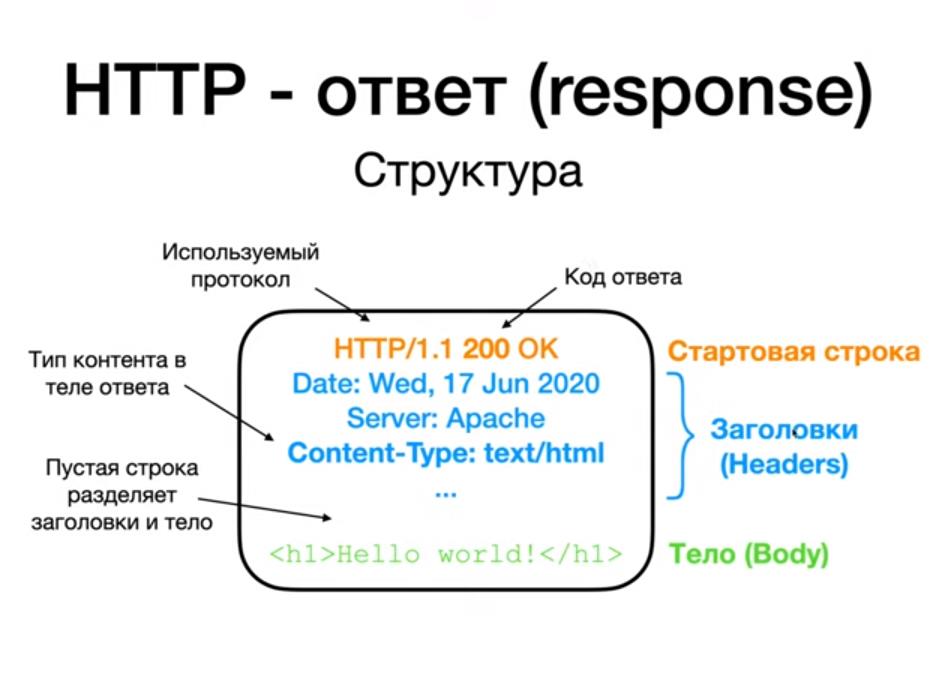 HTTP - ответ (response)
Структура
Используемый
протокол
Код ответа
HTTP/1.1 200 OK
Стартовая строка
Тип контента в
теле ответа
Date: Wed, 17 Jun 2020
Server: Apache
Content-Type: text/html
...
Заголовки
(Headers)
Пустая строка
разделяет
заголовки и тело
<h1>Hello world!</h1>
Тело (Body)